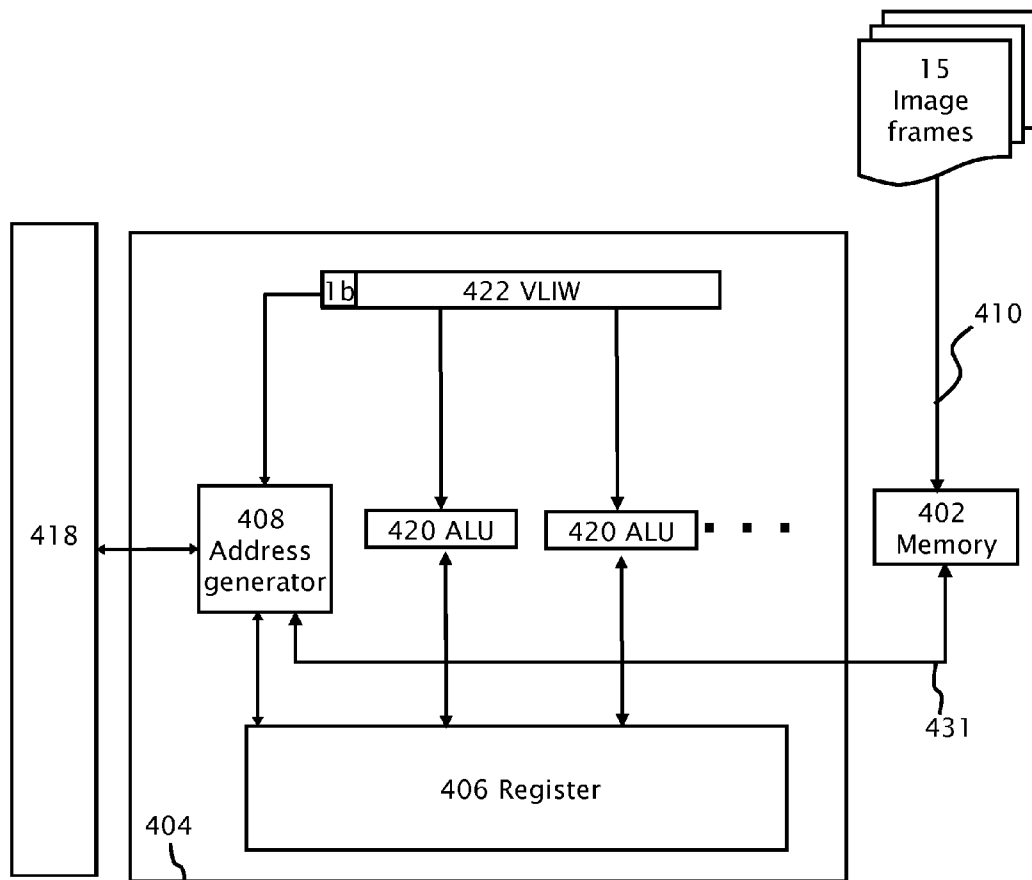 15
Image
frames
1b
422 VLIW
410
418
408
Address
generator
420 ALU
420 ALU
402
Memory
431
406 Register
404